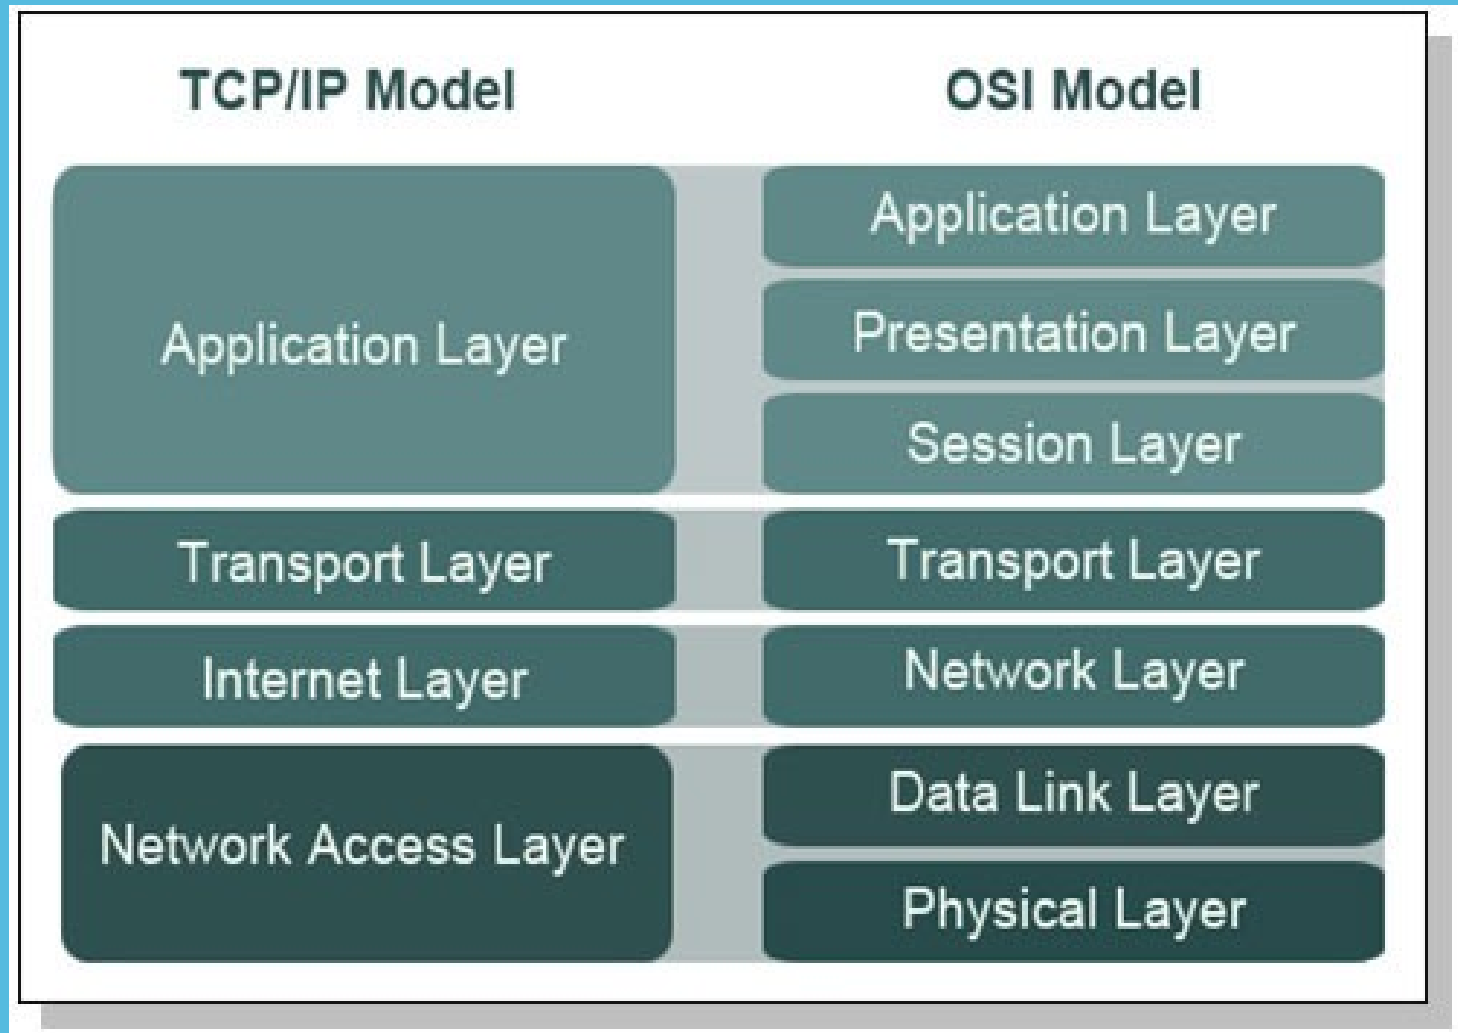 TCP/IP Model
Application Layer
Transport Layer
Internet Layer
Network Access Layer
OSI Model
Application Layer
Presentation Layer
Session Layer
Transport Layer
Network Layer
Data Link Layer
Physical Layer